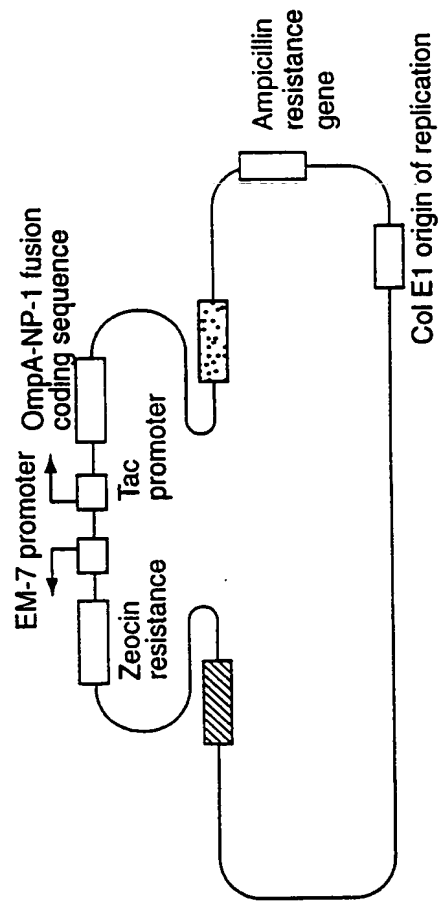 EM-7 promoter
OmpA-NP-1 fusion
coding sequence
Zeocin
resistance
Tac
promoter
Ampicillin
resistance
gene
Col E1 origin of replication